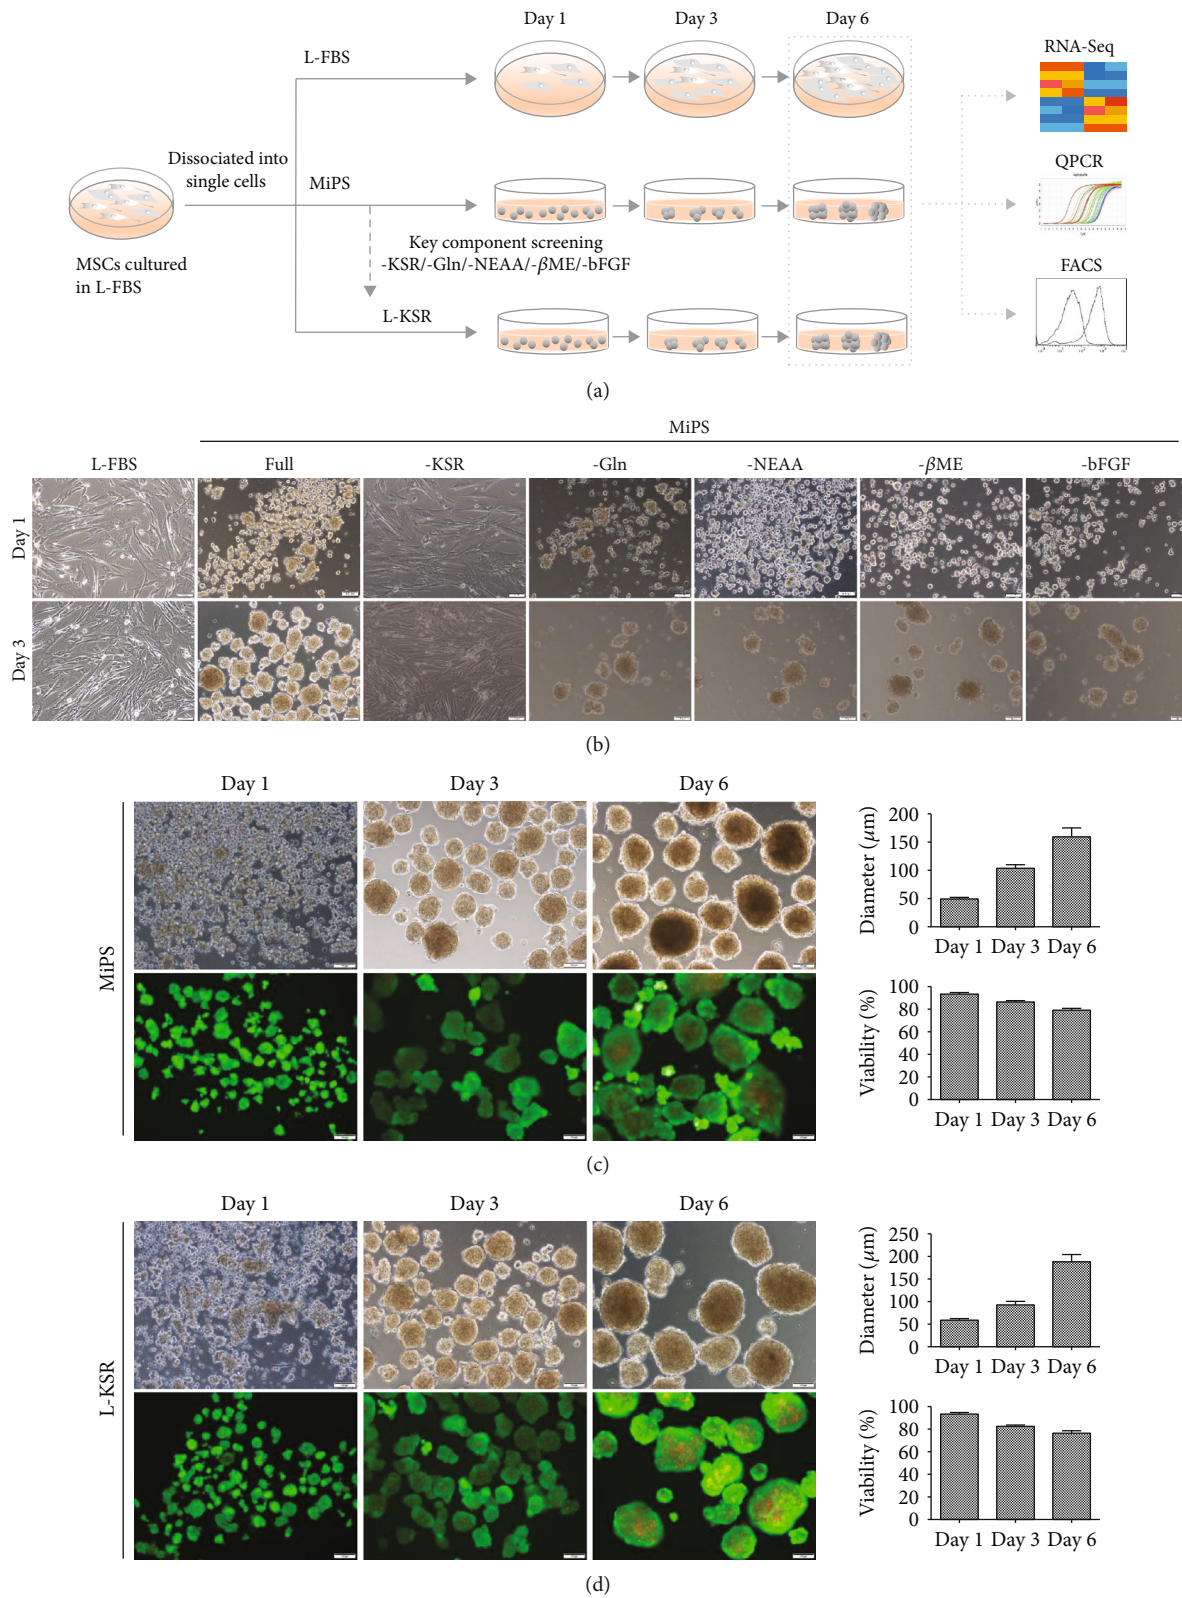 Day 1
Day 3
Day 6
L-FBS
RNA-Seq
Dissociated into
single cells
MiPS
QPCR
Key component screening
-KSR/-Gln/-NEAA/-βME/-bFGF
MSCs cultured
in L-FBS
FACS
L-KSR
(a)
MiPS
L-FBS
Full
-KSR
-Gln
-NEAA
-βME
-bFGF
Day 1
Day 3
(b)
Day 1
Day 3
Day 6
MiPS
Diameter (μm)
200
150
100
50
0
Day 1
Day 3
Day 6
Viability (%)
100
80
60
40
20
0
Day 1
Day 3
Day 6
(c)
Day 1
Day 3
Day 6
L-KSR
Diameter (μm)
250
200
150
100
50
0
Day 1
Day 3
Day 6
Viability (%)
100
80
60
40
20
0
Day 1
Day 3
Day 6
(d)